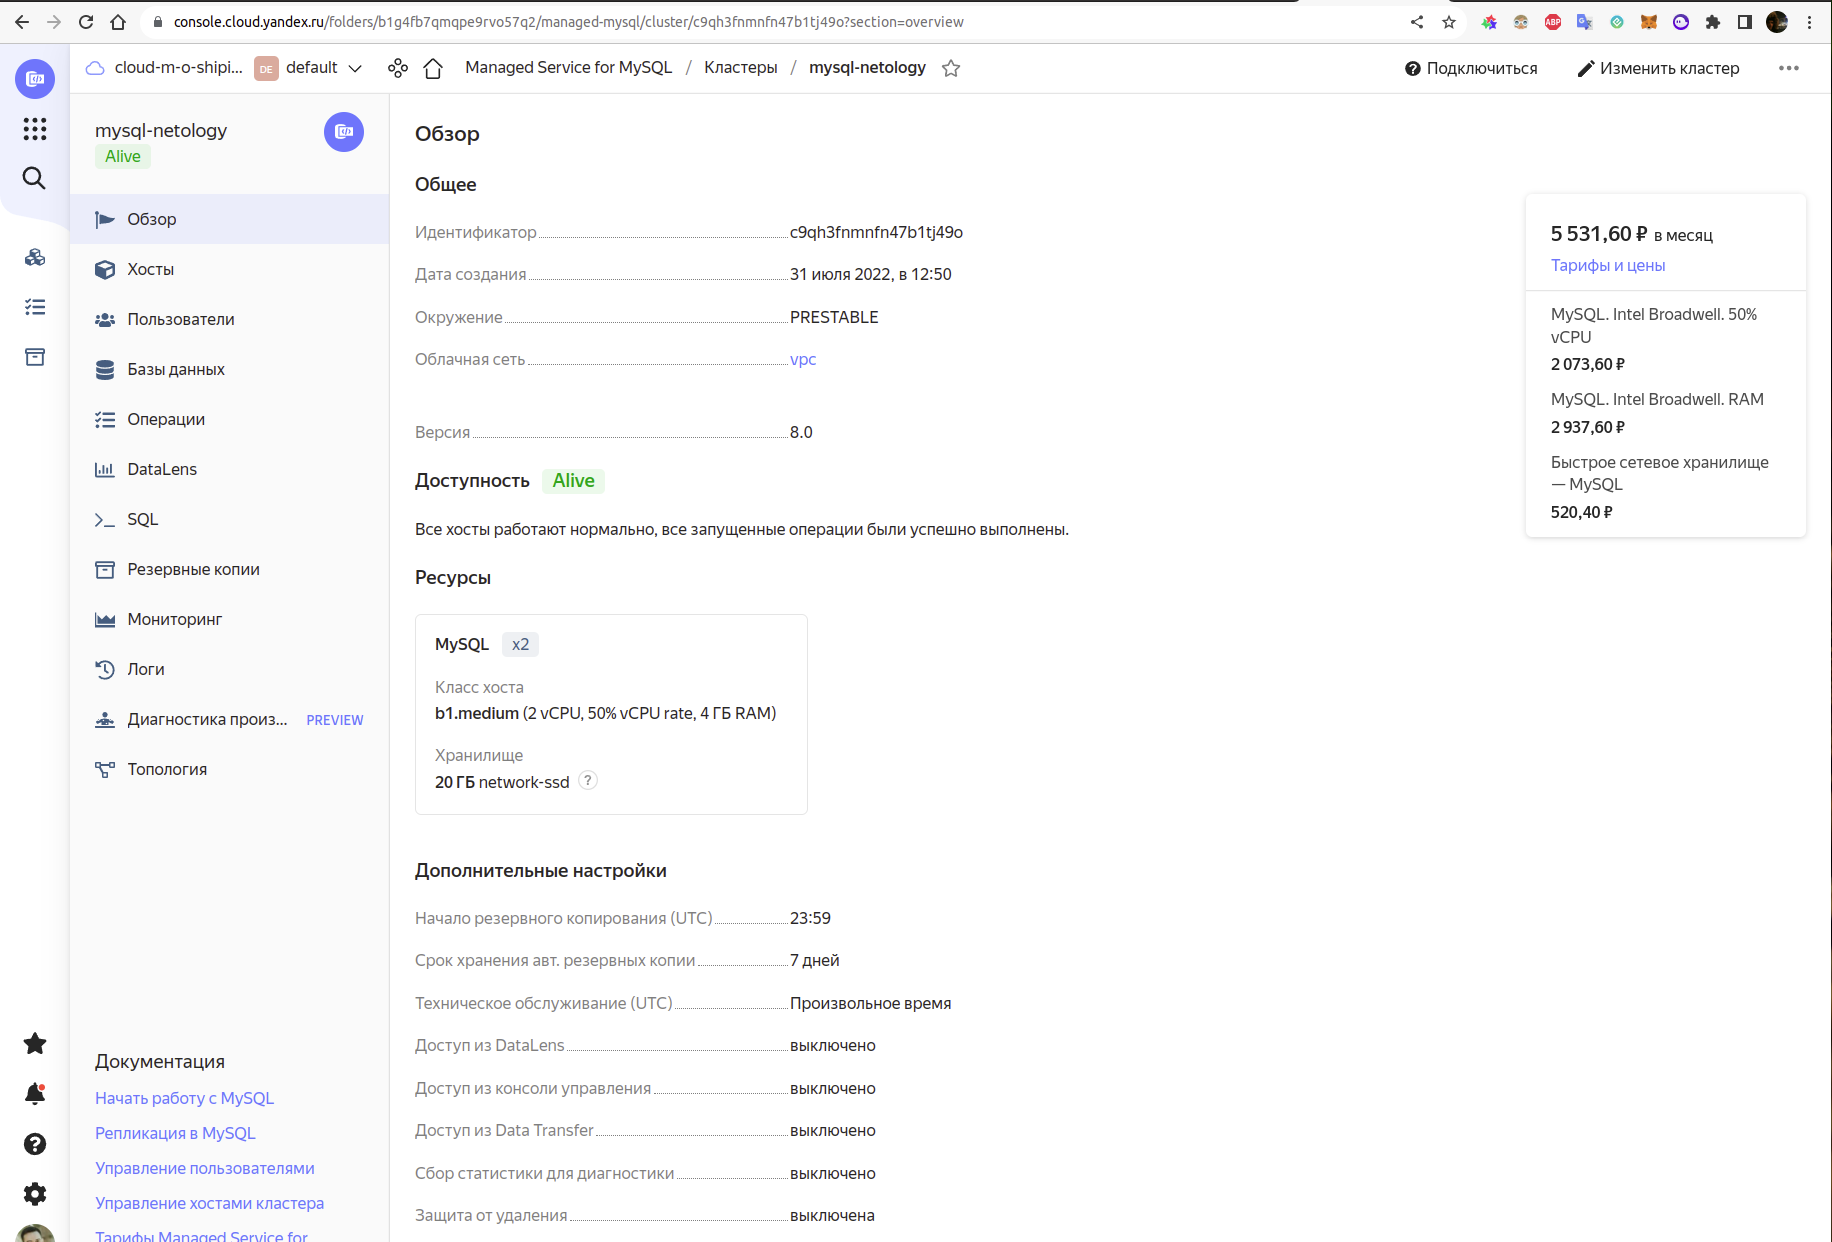 console.cloud.yandex.ru/folders/b1g4fb7qmqpe9rvo57q2/managed-mysql/cluster/c9qh3fnmnfn47b1tj49o?section=overview
ABP
cloud-m-o-shipi... DE default
Managed Service for MySQL / Кластеры / mysql-netology
Подключиться
Изменить кластер
mysql-netology
Alive
Обзор
Хосты
Пользователи
Базы данных
Операции
DataLens
SQL
Резервные копии
Мониторинг
Логи
Диагностика произ... PREVIEW
Топология
Документация
Начать работу с MySQL
Репликация в MySQL
Управление пользователями
Управление хостами кластера
Тарифы Managed Service for
Обзор
Общее
Идентификатор c9qh3fnmnfn47b1tj49o
Дата создания 31 июля 2022, в 12:50
Окружение PRESTABLE
Облачная сеть vpc
Версия 8.0
Доступность Alive
Все хосты работают нормально, все запущенные операции были успешно выполнены.
Ресурсы
MySQL x2
Класс хоста
b1.medium (2 vCPU, 50% vCPU rate, 4 ГБ RAM)
Хранилище
20 ГБ network-ssd ?
Дополнительные настройки
Начало резервного копирования (UTC) 23:59
Срок хранения авт. резервных копии 7 дней
Техническое обслуживание (UTC) Произвольное время
Доступ из DataLens выключено
Доступ из консоли управления выключено
Доступ из Data Transfer выключено
Сбор статистики для диагностики выключено
Защита от удаления выключена
5 531,60 ₽ в месяц
Тарифы и цены
MySQL. Intel Broadwell. 50%
vCPU
2 073,60 ₽
MySQL. Intel Broadwell. RAM
2 937,60 ₽
Быстрое сетевое хранилище
— MySQL
520,40 ₽